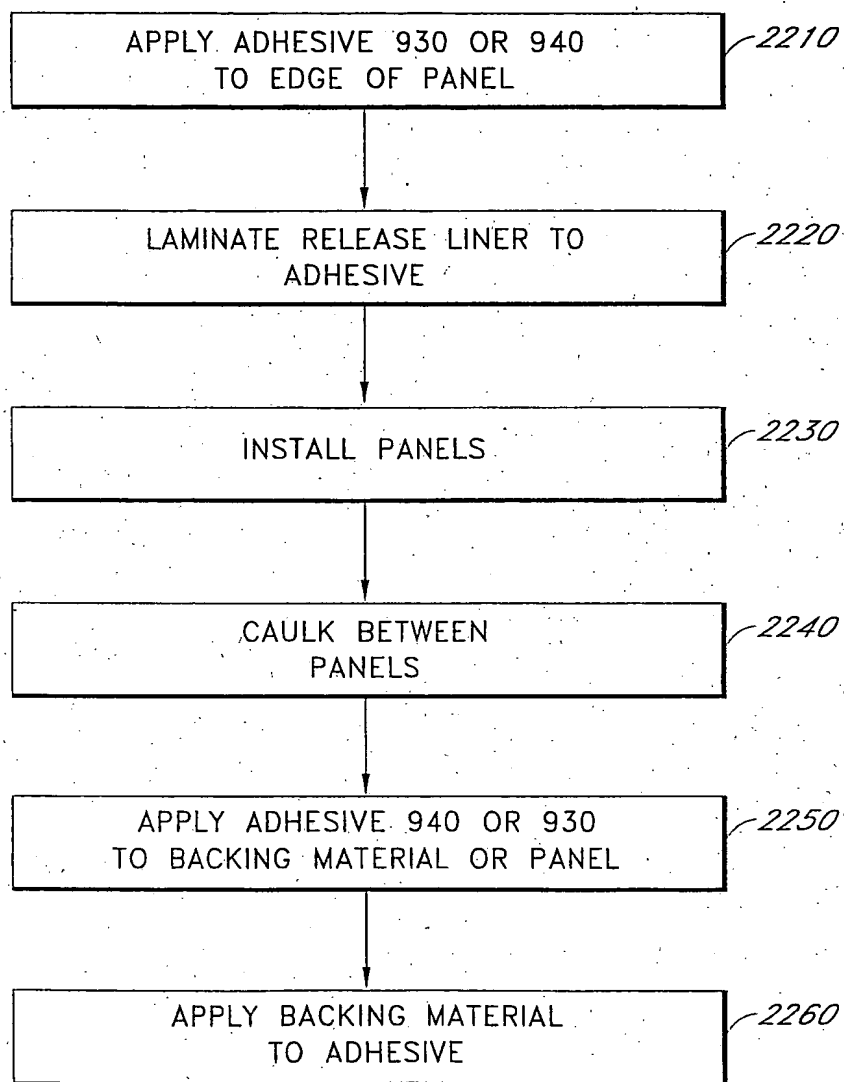 APPLY ADHESIVE 930 OR 940
TO EDGE OF PANEL
2210
LAMINATE RELEASE LINER TO
ADHESIVE
2220
INSTALL PANELS
2230
CAULK BETWEEN
PANELS
2240
APPLY ADHESIVE 940 OR 930
TO BACKING MATERIAL OR PANEL
2250
APPLY BACKING MATERIAL
TO ADHESIVE
2260